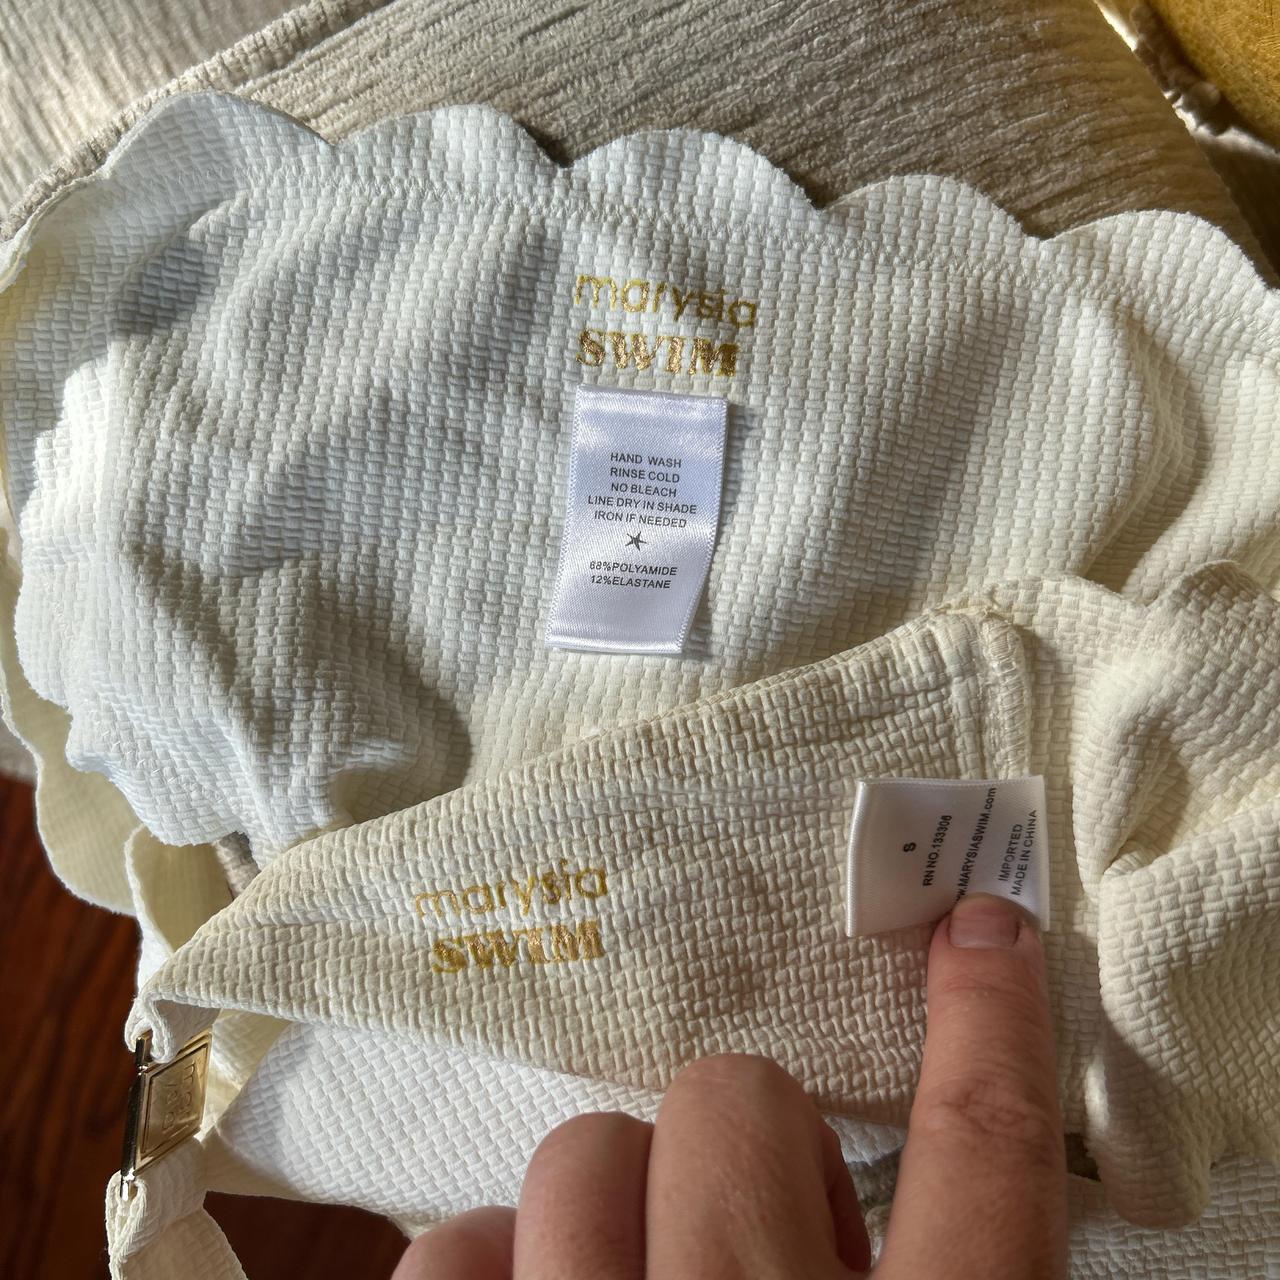 marysia
SWIM
HAND WASH
RINSE COLD
NO BLEACH
LINE DRY IN SHADE
IRON IF NEEDED
68%POLYAMIDE
12%ELASTANE
marysia
SWIM
S
RN NO.133306
w.MARYSIASWIM.com
IMPORTED
MADE IN CHINA